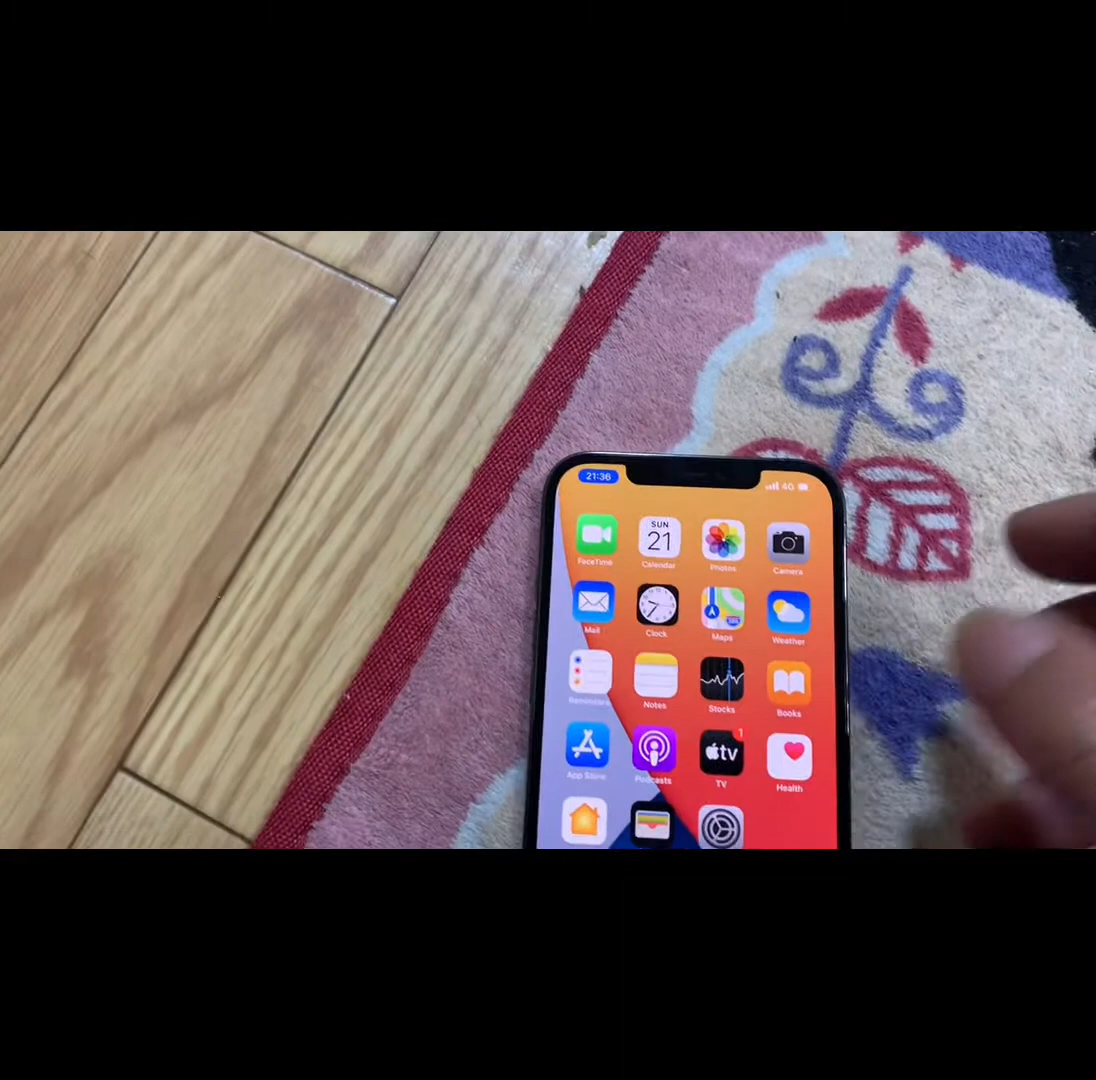 21:36
4G
SUN
21
FaceTime
Calendar
Photos
Camera
Mail
Clock
Maps
Weather
Reminders
Notes
Stocks
Books
1
tv
App Store
Podcasts
TV
Health